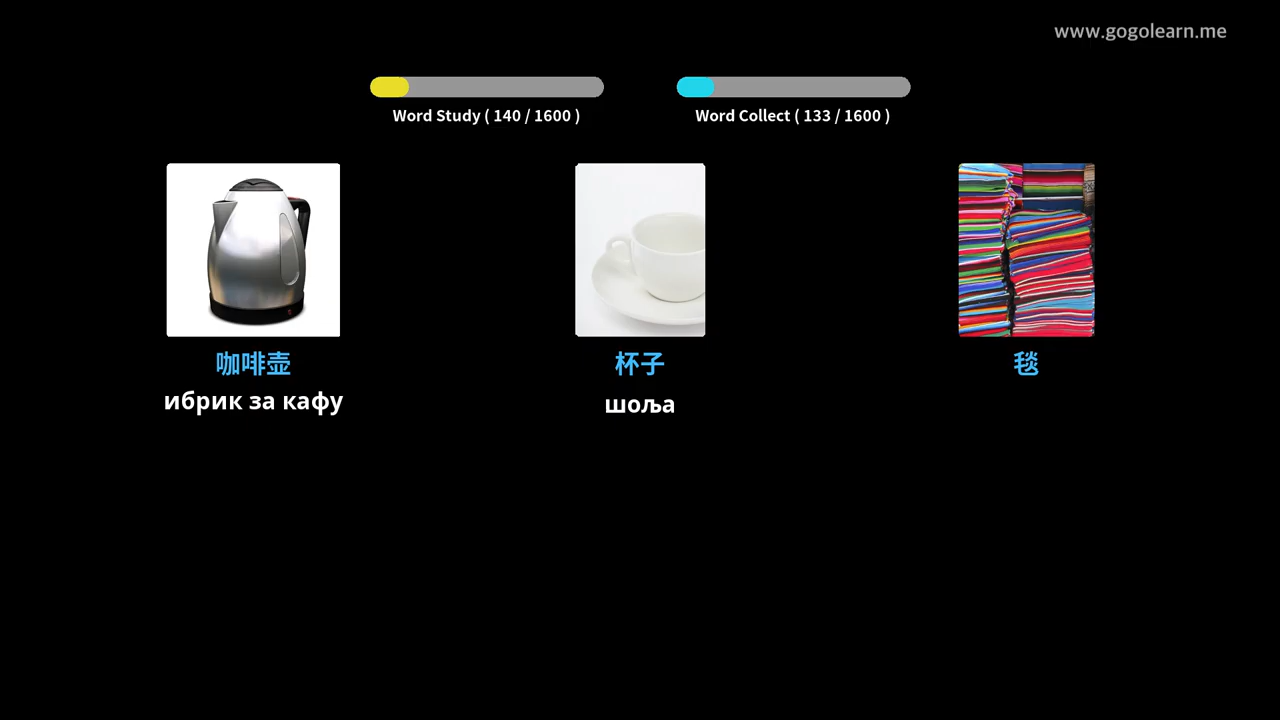 www.gogolearn.me
Word Study ( 140 / 1600 )
Word Collect ( 133 / 1600 )
咖啡壶
ибрик за кафу
杯子
шоља
毯